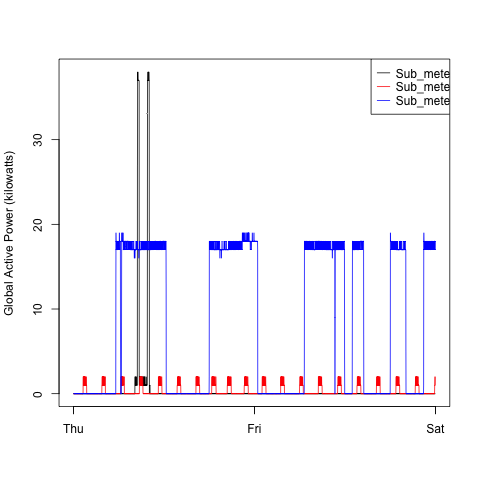 Sub_mete
Sub_mete
Sub_mete
Global Active Power (kilowatts)
30
20
10
0
Thu Fri Sat